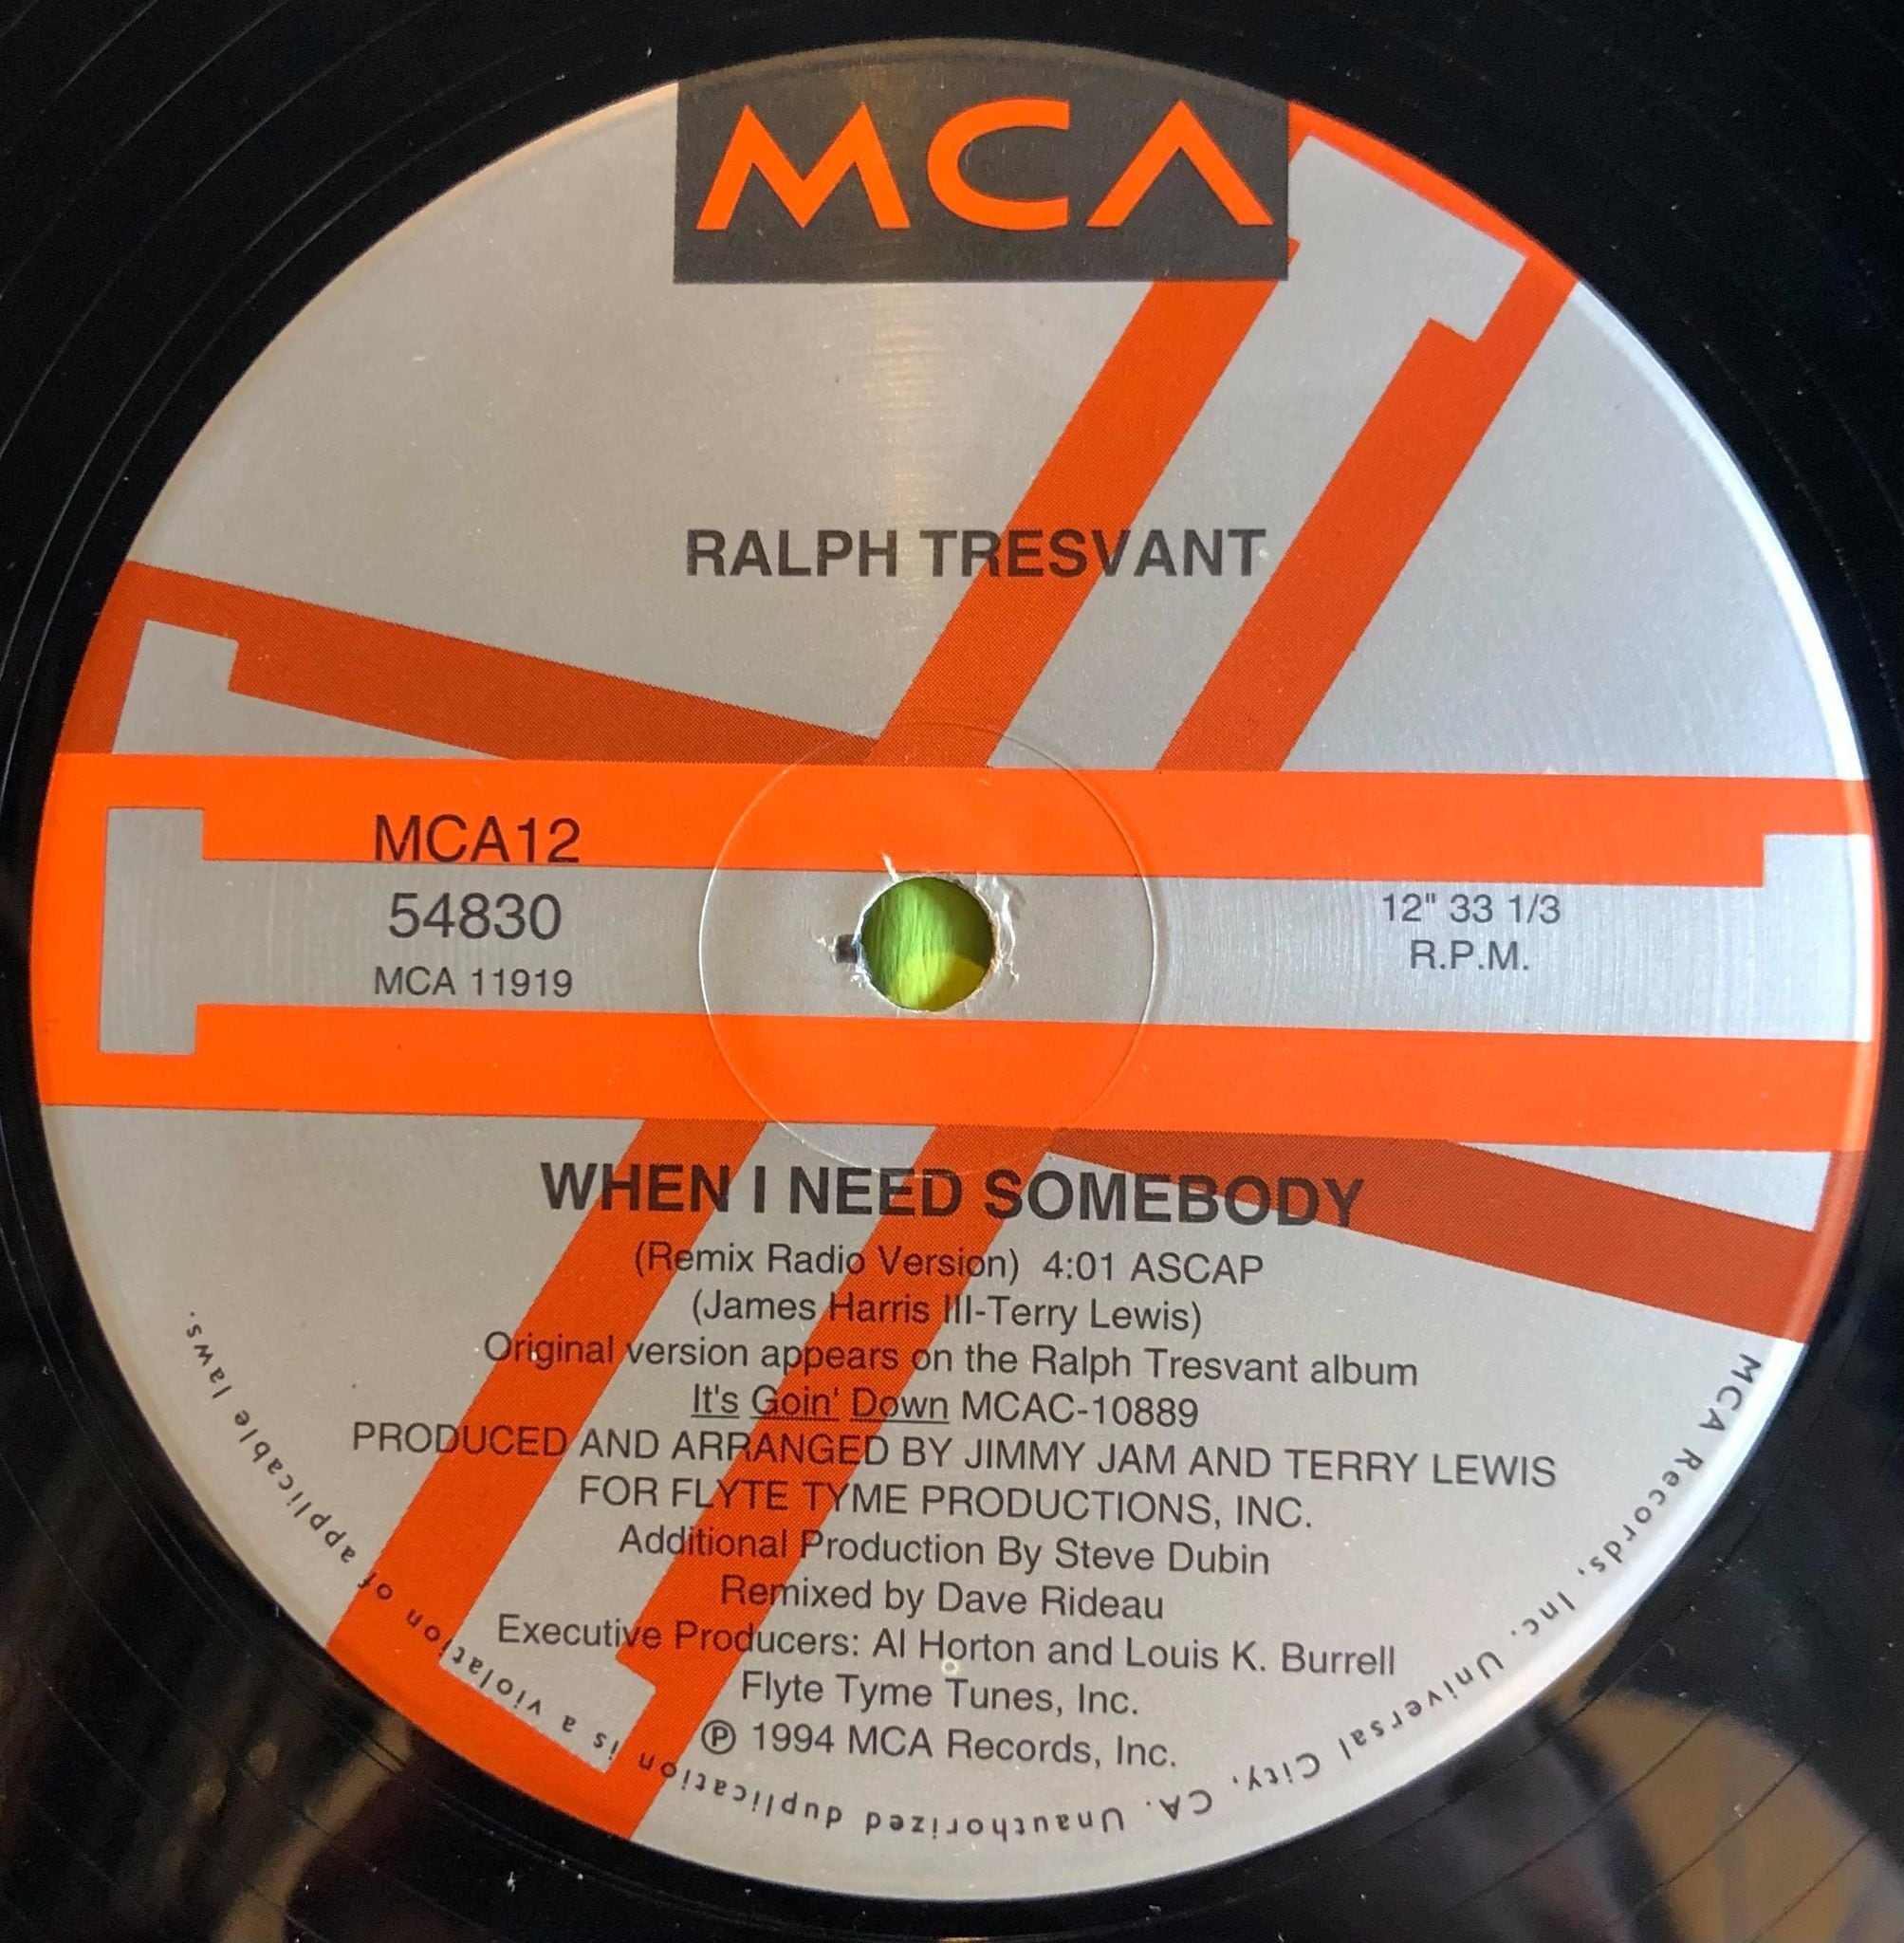 MCA
RALPH TRESVANT
MCA12
54830
MCA 11919
12" 33 1/3
R.P.M.
WHEN I NEED SOMEBODY
(Remix Radio Version) 4:01 ASCAP
(James Harris III-Terry Lewis)
Original version appears on the Ralph Tresvant album
It's Goin' Down MCAC-10889
PRODUCED AND ARRANGED BY JIMMY JAM AND TERRY LEWIS
FOR FLYTE TYME PRODUCTIONS, INC.
Additional Production By Steve Dubin
Remixed by Dave Rideau
Executive Producers: Al Horton and Louis K. Burrell
Flyte Tyme Tunes, Inc.
℗ 1994 MCA Records, Inc.
MCA Records, Inc. Universal City, CA. Unauthorized duplication is a violation of applicable laws.